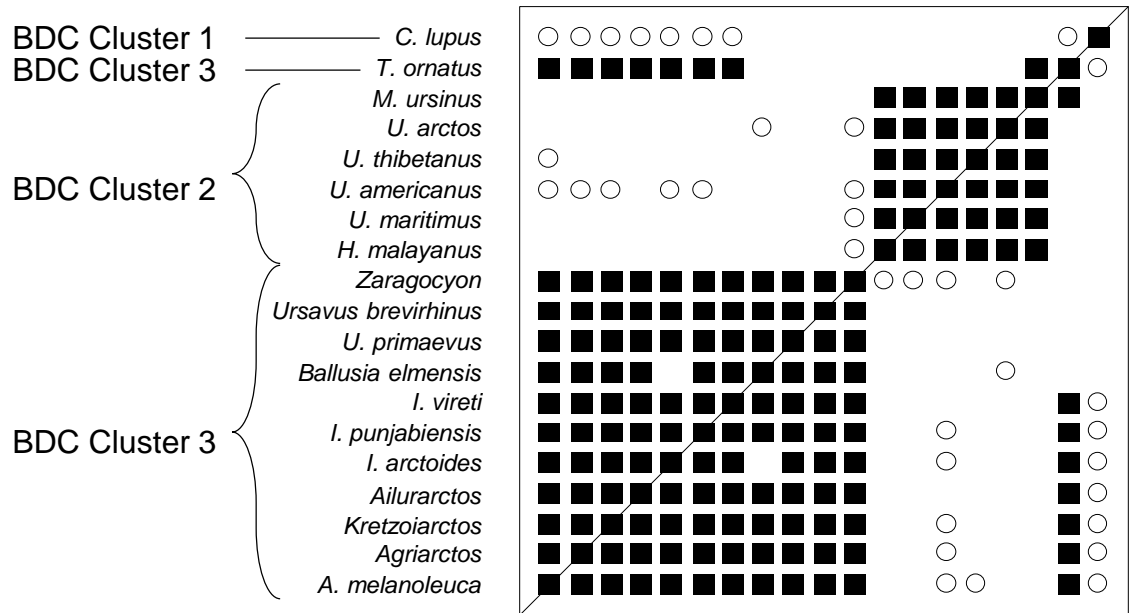 BDC Cluster 1
C. lupus
BDC Cluster 3
T. ornatus
M. ursinus
U. arctos
U. thibetanus
BDC Cluster 2
U. americanus
U. maritimus
H. malayanus
Zaragocyon
Ursavus brevirhinus
U. primaevus
Ballusia elmensis
I. vireti
BDC Cluster 3
I. punjabiensis
I. arctoides
Ailurarctos
Kretzoiarctos
Agriarctos
A. melanoleuca